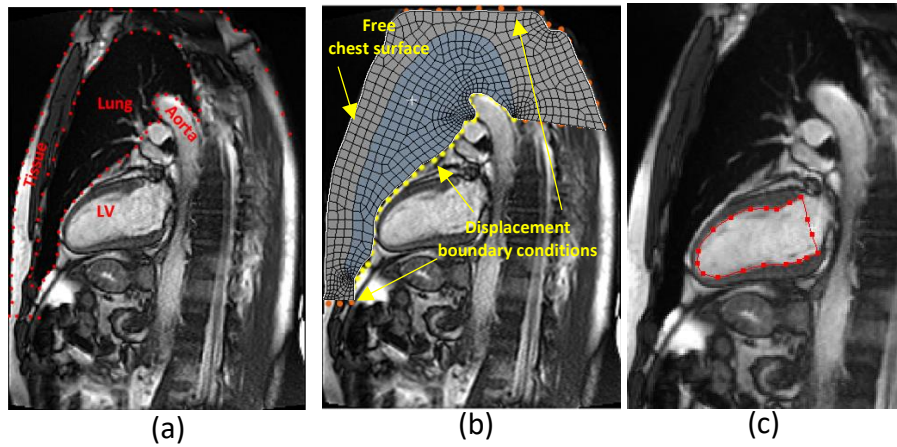 Lung
Aorta
Tissue
LV
(a)
Free
chest surface
Displacement
boundary conditions
(b)
(c)